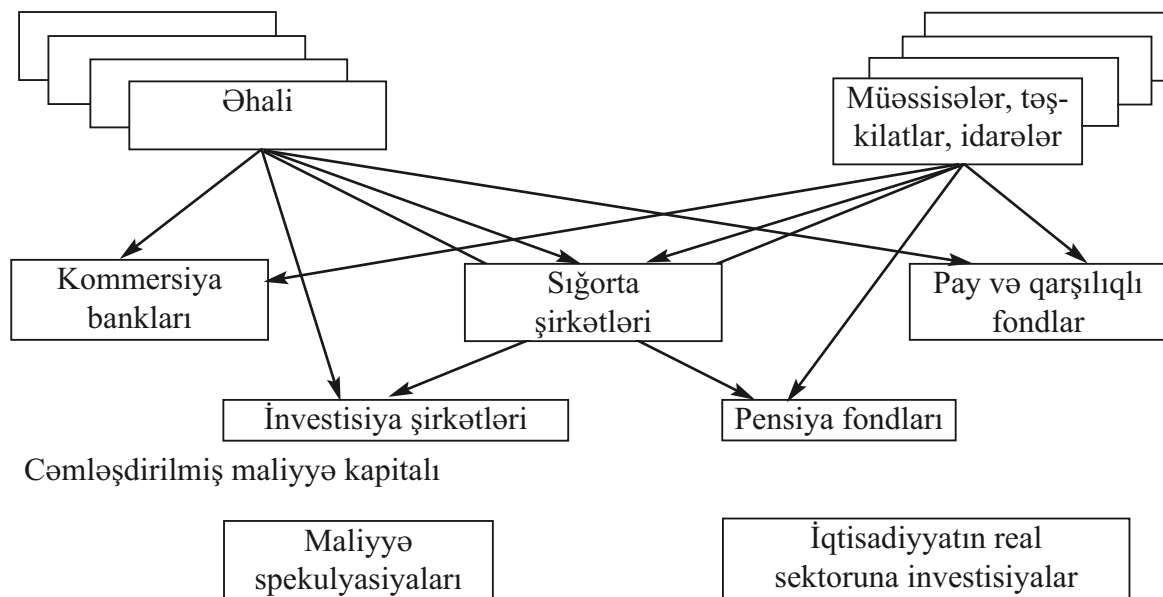 Əhali
Müəssisələr, təş-
kilatlar, idarələr
Kommersiya
bankları
Sığorta
şirkətləri
Pay və qarşılıqlı
fondlar
İnvestisiya şirkətləri
Pensiya fondları
Cəmləşdirilmiş maliyyə kapitalı
Maliyyə
spekulyasiyaları
İqtisadiyyatın real
sektoruna investisiyalar